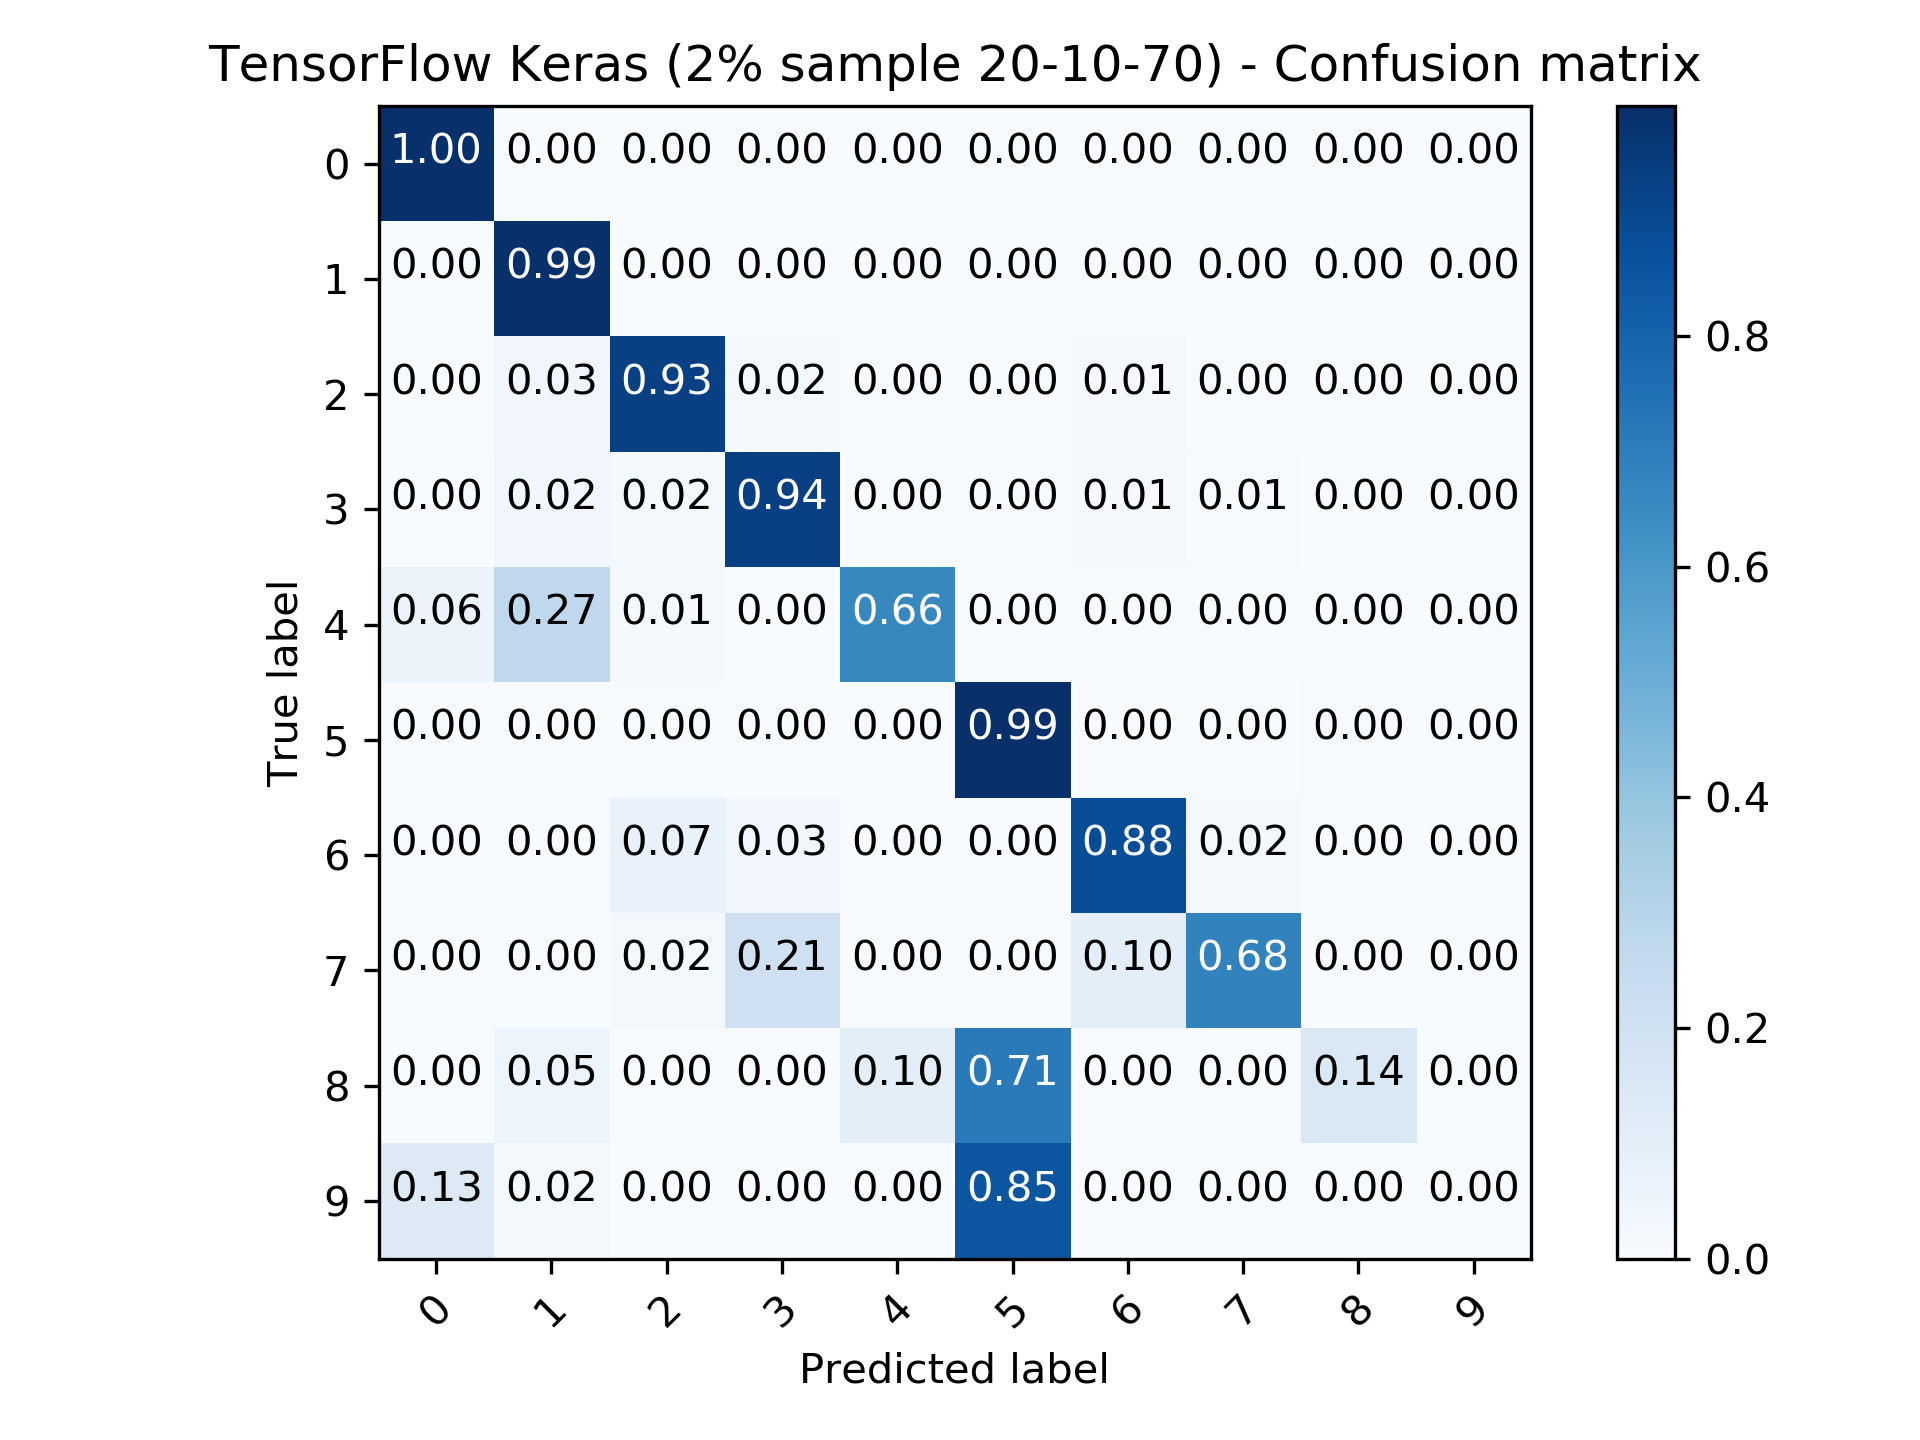 TensorFlow Keras (2% sample 20-10-70) - Confusion matrix
0 1.00 0.00 0.00 0.00 0.00 0.00 0.00 0.00 0.00 0.00
1 0.00 0.99 0.00 0.00 0.00 0.00 0.00 0.00 0.00 0.00
2 0.00 0.03 0.93 0.02 0.00 0.00 0.01 0.00 0.00 0.00
3 0.00 0.02 0.02 0.94 0.00 0.00 0.01 0.01 0.00 0.00
4 0.06 0.27 0.01 0.00 0.66 0.00 0.00 0.00 0.00 0.00
5 0.00 0.00 0.00 0.00 0.00 0.99 0.00 0.00 0.00 0.00
6 0.00 0.00 0.07 0.03 0.00 0.00 0.88 0.02 0.00 0.00
7 0.00 0.00 0.02 0.21 0.00 0.00 0.10 0.68 0.00 0.00
8 0.00 0.05 0.00 0.00 0.10 0.71 0.00 0.00 0.14 0.00
9 0.13 0.02 0.00 0.00 0.00 0.85 0.00 0.00 0.00 0.00
0 1 2 3 4 5 6 7 8 9
Predicted label
True label
0.8
0.6
0.4
0.2
0.0